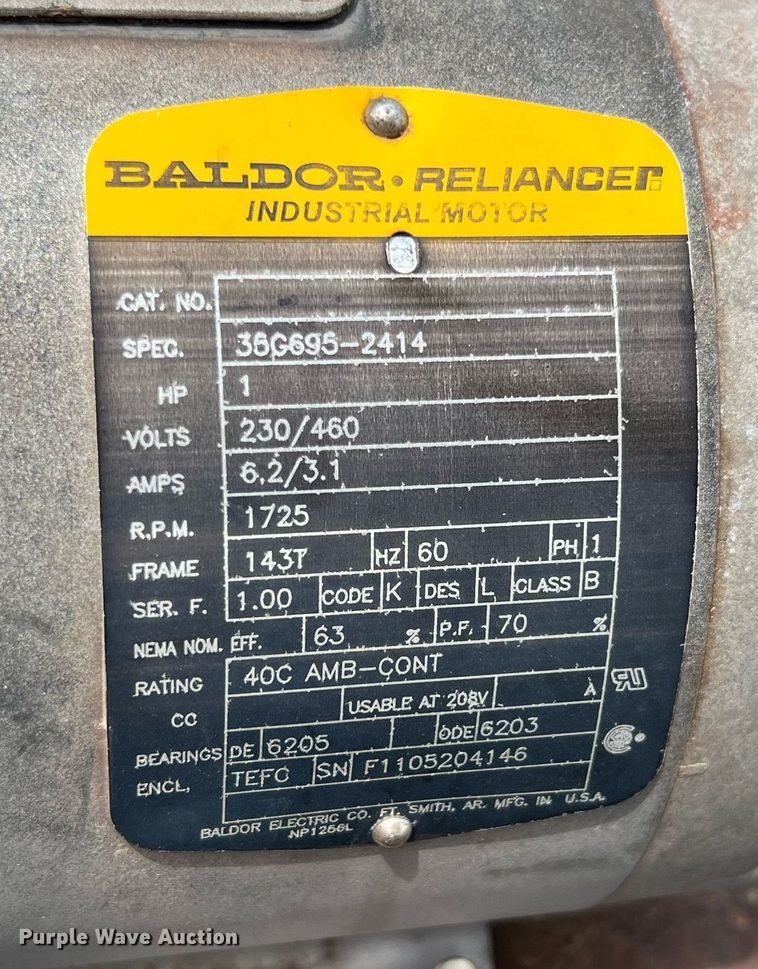 BALDOR • RELIANCER
INDUSTRIAL MOTOR
CAT. NO.
SPEC. 35G695-2414
HP 1
VOLTS 230/460
AMPS 6.2/3.1
R.P.M. 1725
FRAME 143T HZ 60 PH 1
SER. F. 1.00 CODE K DES L CLASS B
NEMA NOM. EFF. 63 % P.F. 70 %
RATING 40C AMB-CONT
CC USABLE AT 208V A
BEARINGS DE 6205 ODE 6203
ENCL. TEFC SN F1105204146
BALDOR ELECTRIC CO. FT. SMITH, AR. MFG. IN U.S.A.
NP1256L
Purple Wave Auction